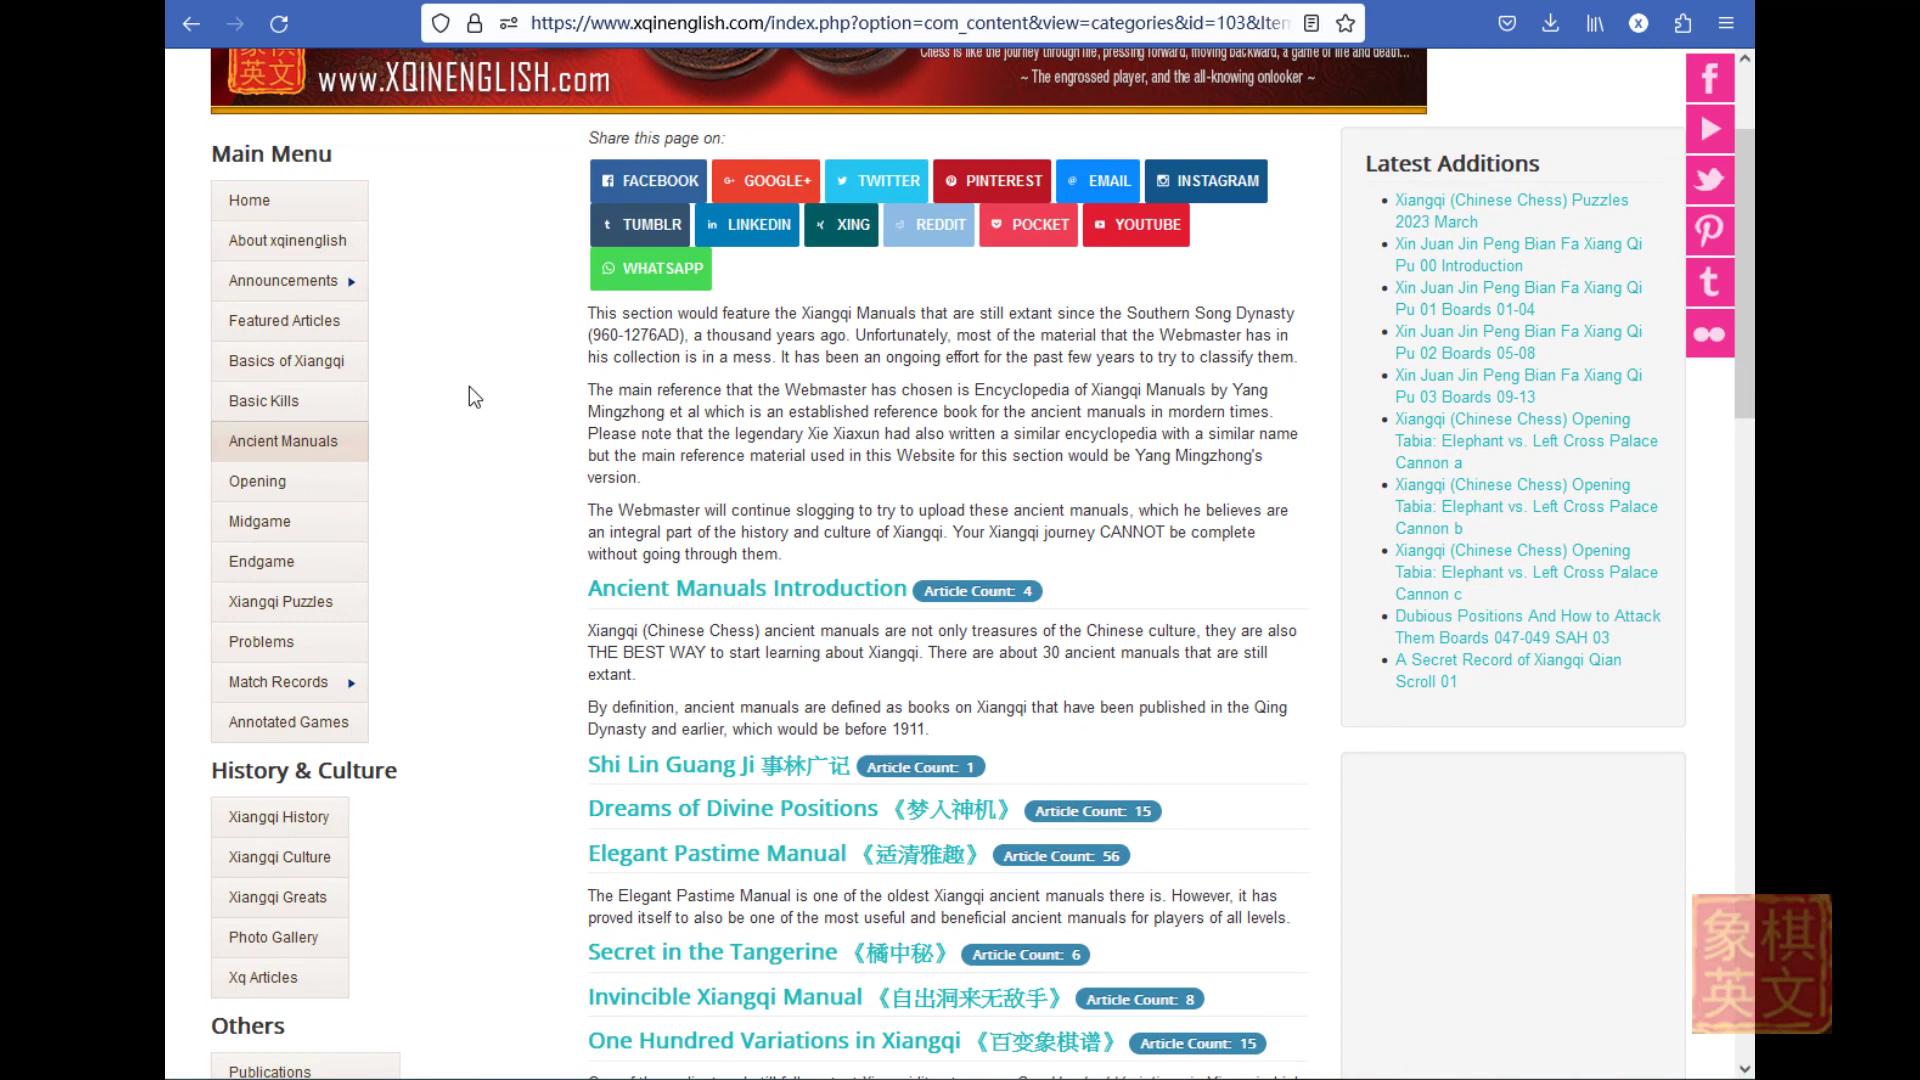 https://www.xqinenglish.com/index.php?option=com_content&view=categories&id=103&Iten
象棋
英文
www.XQINENGLISH.com
Chess is like the journey through life, pressing forward, moving backward, a game of life and death...
~ The engrossed player, and the all-knowing onlooker ~
Main Menu
Home
About xqinenglish
Announcements
Featured Articles
Basics of Xiangqi
Basic Kills
Ancient Manuals
Opening
Midgame
Endgame
Xiangqi Puzzles
Problems
Match Records
Annotated Games
History & Culture
Xiangqi History
Xiangqi Culture
Xiangqi Greats
Photo Gallery
Xq Articles
Others
Publications
Share this page on:
FACEBOOK GOOGLE+ TWITTER PINTEREST EMAIL INSTAGRAM
TUMBLR LINKEDIN XING REDDIT POCKET YOUTUBE
WHATSAPP
This section would feature the Xiangqi Manuals that are still extant since the Southern Song Dynasty
(960-1276AD), a thousand years ago. Unfortunately, most of the material that the Webmaster has in
his collection is in a mess. It has been an ongoing effort for the past few years to try to classify them.
The main reference that the Webmaster has chosen is Encyclopedia of Xiangqi Manuals by Yang
Mingzhong et al which is an established reference book for the ancient manuals in mordern times.
Please note that the legendary Xie Xiaxun had also written a similar encyclopedia with a similar name
but the main reference material used in this Website for this section would be Yang Mingzhong's
version.
The Webmaster will continue slogging to try to upload these ancient manuals, which he believes are
an integral part of the history and culture of Xiangqi. Your Xiangqi journey CANNOT be complete
without going through them.
Ancient Manuals Introduction Article Count: 4
Xiangqi (Chinese Chess) ancient manuals are not only treasures of the Chinese culture, they are also
THE BEST WAY to start learning about Xiangqi. There are about 30 ancient manuals that are still
extant.
By definition, ancient manuals are defined as books on Xiangqi that have been published in the Qing
Dynasty and earlier, which would be before 1911.
Shi Lin Guang Ji 事林广记 Article Count: 1
Dreams of Divine Positions 《梦入神机》 Article Count: 15
Elegant Pastime Manual 《适清雅趣》 Article Count: 56
The Elegant Pastime Manual is one of the oldest Xiangqi ancient manuals there is. However, it has
proved itself to also be one of the most useful and beneficial ancient manuals for players of all levels.
Secret in the Tangerine 《橘中秘》 Article Count: 6
Invincible Xiangqi Manual 《自出洞来无敌手》 Article Count: 8
One Hundred Variations in Xiangqi 《百变象棋谱》 Article Count: 15
Latest Additions
Xiangqi (Chinese Chess) Puzzles
2023 March
Xin Juan Jin Peng Bian Fa Xiang Qi
Pu 00 Introduction
Xin Juan Jin Peng Bian Fa Xiang Qi
Pu 01 Boards 01-04
Xin Juan Jin Peng Bian Fa Xiang Qi
Pu 02 Boards 05-08
Xin Juan Jin Peng Bian Fa Xiang Qi
Pu 03 Boards 09-13
Xiangqi (Chinese Chess) Opening
Tabia: Elephant vs. Left Cross Palace
Cannon a
Xiangqi (Chinese Chess) Opening
Tabia: Elephant vs. Left Cross Palace
Cannon b
Xiangqi (Chinese Chess) Opening
Tabia: Elephant vs. Left Cross Palace
Cannon c
Dubious Positions And How to Attack
Them Boards 047-049 SAH 03
A Secret Record of Xiangqi Qian
Scroll 01
象棋
英文